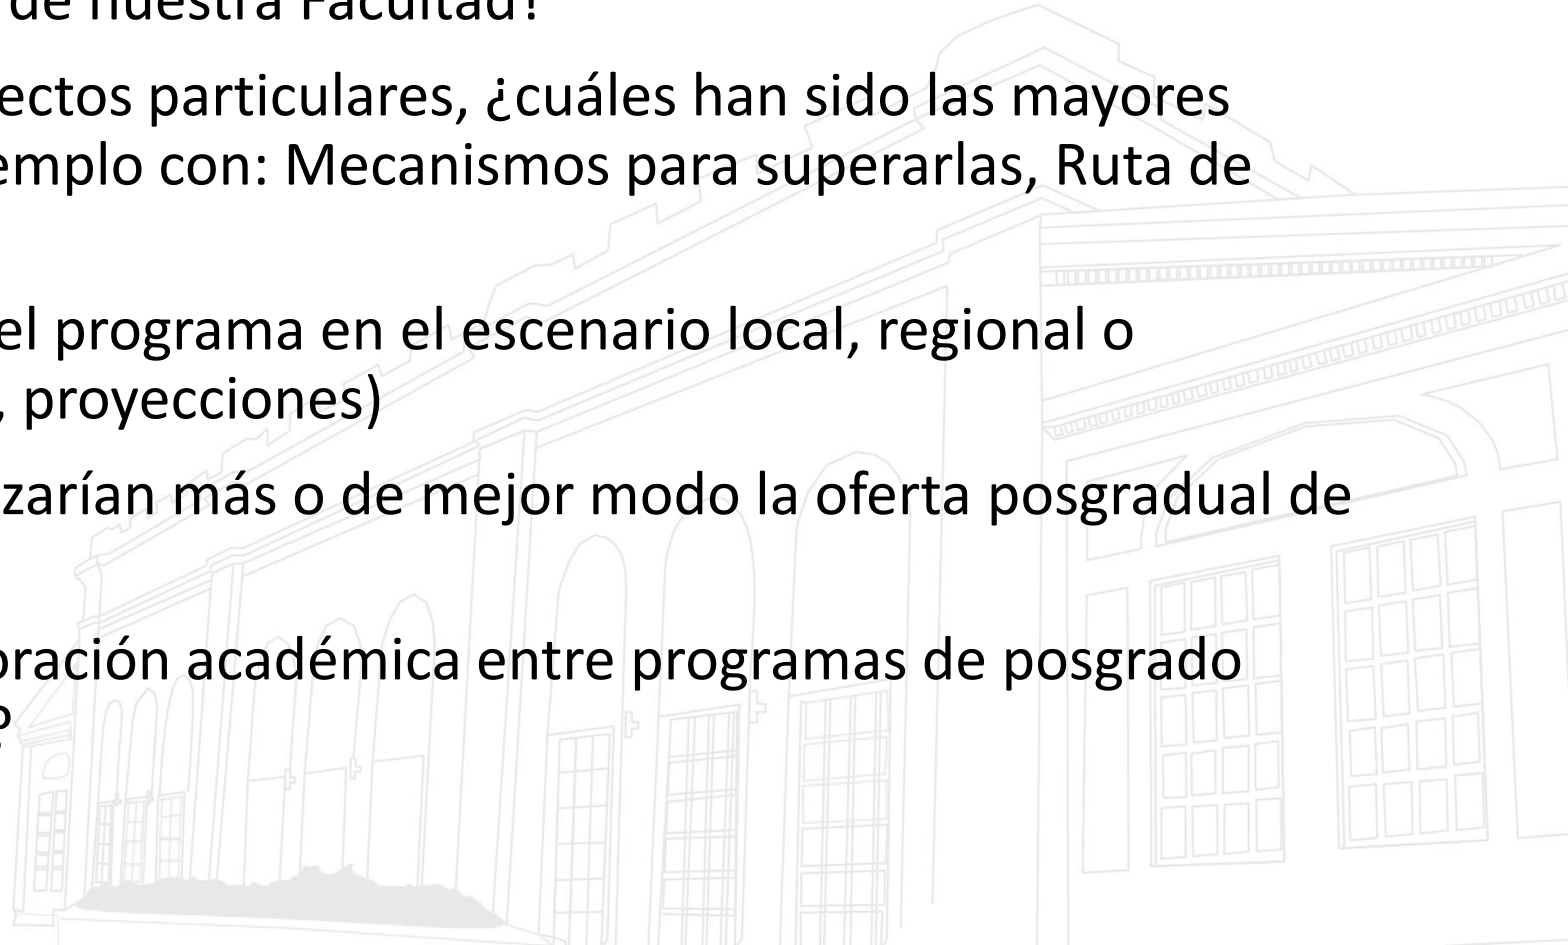 de nuestra Facultad?
ectos particulares, ¿cuáles han sido las mayores
emplo con: Mecanismos para superarlas, Ruta de
el programa en el escenario local, regional o
, proyecciones)
zarían más o de mejor modo la oferta posgradual de
oración académica entre programas de posgrado
?